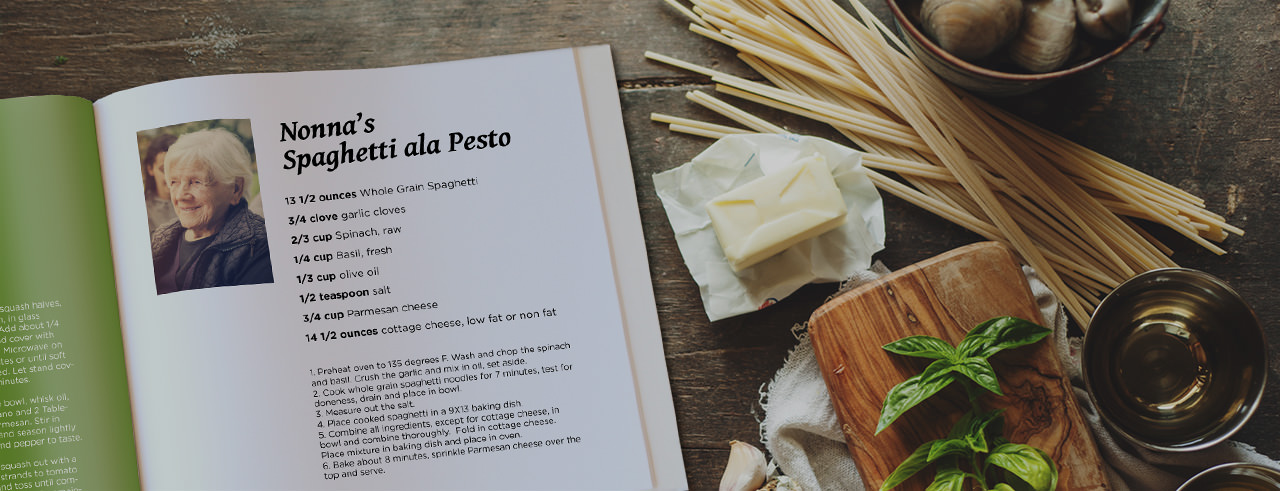 squash halves,
in glass
Add about 1/4
and cover with
Microwave on
or until soft
Let stand cov-
minutes.
bowl, whisk oil,
and 2 Table-
parmesan. Stir in
and season lightly
and pepper to taste.
squash out with a
strands to tomato
and toss until com-
Nonna's
Spaghetti ala Pesto
13 1/2 ounces Whole Grain Spaghetti
3/4 clove garlic cloves
2/3 cup Spinach, raw
1/4 cup Basil, fresh
1/3 cup olive oil
1/2 teaspoon salt
3/4 cup Parmesan cheese
14 1/2 ounces cottage cheese, low fat or non fat
1. Preheat oven to 135 degrees F. Wash and chop the spinach
and basil. Crush the garlic and mix in oil, set aside.
2. Cook whole grain spaghetti noodles for 7 minutes, test for
doneness, drain and place in bowl.
3. Measure out the salt.
4. Place cooked spaghetti in a 9X13 baking dish
5. Combine all ingredients, except for cottage cheese, in
bowl and combine thoroughly. Fold in cottage cheese.
Place mixture in baking dish and place in oven.
6. Bake about 8 minutes, sprinkle Parmesan cheese over the
top and serve.